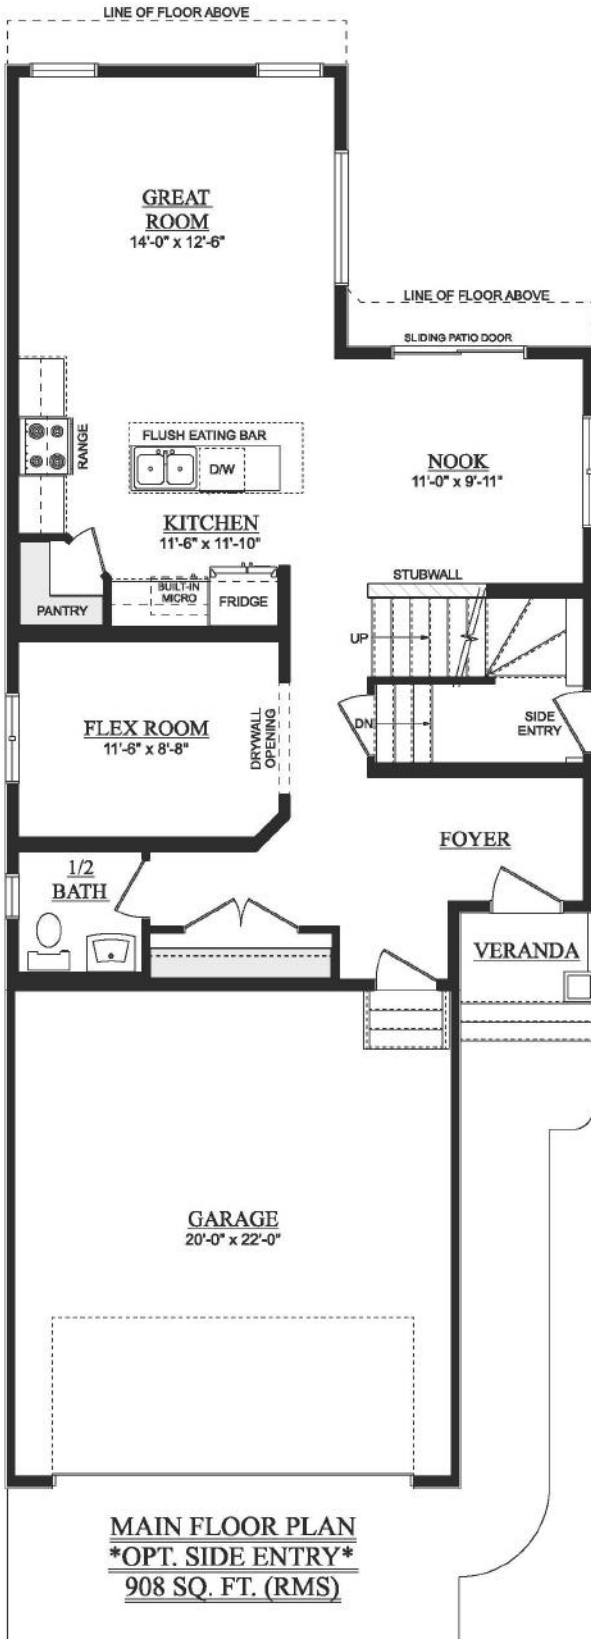 LINE OF FLOOR ABOVE
GREAT
ROOM
14'-0" x 12'-6"
LINE OF FLOOR ABOVE
SLIDING PATIO DOOR
RANGE
FLUSH EATING BAR
D/W
NOOK
11'-0" x 9'-11"
KITCHEN
11'-6" x 11'-10"
STUBWALL
BUILT-IN
MICRO
FRIDGE
PANTRY
UP
FLEX ROOM
11'-6" x 8'-8"
DRYWALL
OPENING
DN
SIDE
ENTRY
FOYER
1/2
BATH
VERANDA
GARAGE
20'-0" x 22'-0"
MAIN FLOOR PLAN
*OPT. SIDE ENTRY*
908 SQ. FT. (RMS)